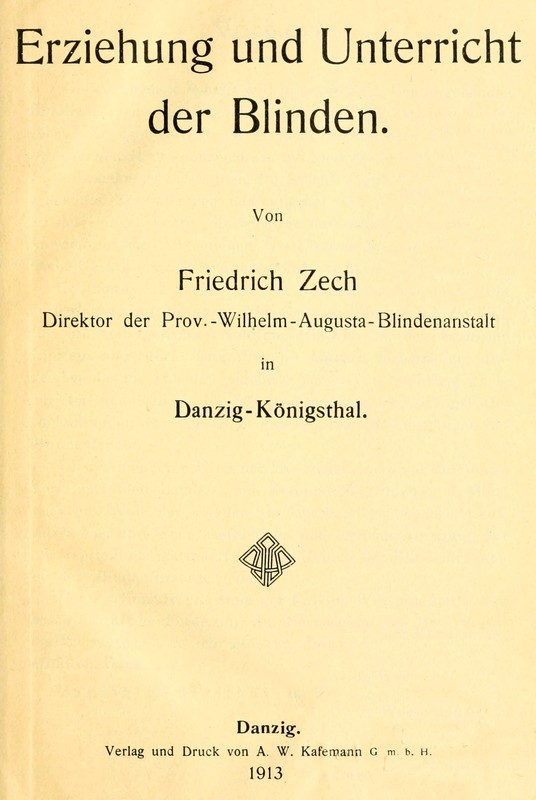 Erziehung und Unterricht
der Blinden.
Von
Friedrich Zech
Direktor der Prov.-Wilhelm-Augusta-Blindenanstalt
in
Danzig-Königsthal.
Danzig.
Verlag und Druck von A. W. Kafemann G m. b. H.
1913